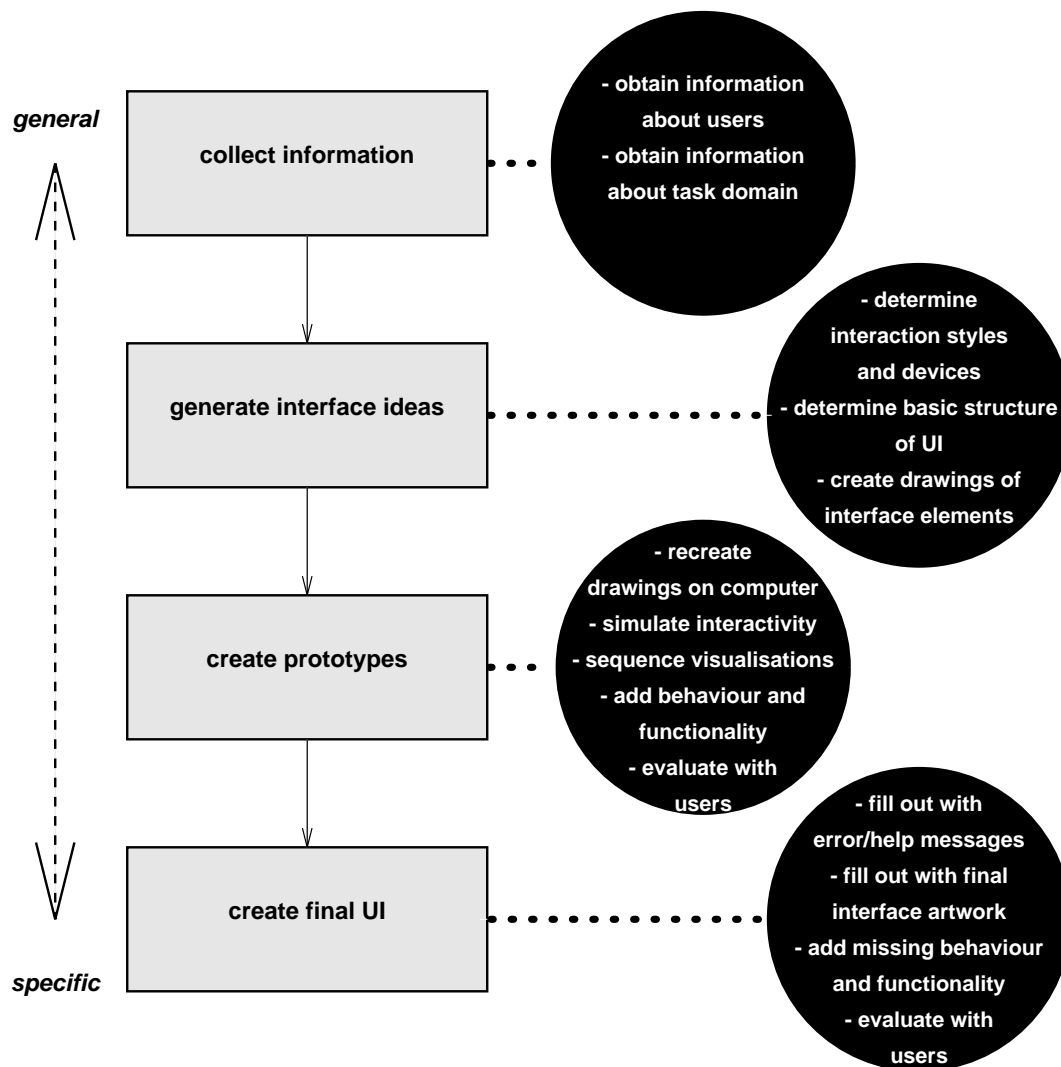 general
collect information
- obtain information
about users
- obtain information
about task domain
generate interface ideas
- determine
interaction styles
and devices
- determine basic structure
of UI
- create drawings of
interface elements
create prototypes
- recreate
drawings on computer
- simulate interactivity
- sequence visualisations
- add behaviour and
functionality
- evaluate with
users
create final UI
- fill out with
error/help messages
- fill out with final
interface artwork
- add missing behaviour
and functionality
- evaluate with
users
specific